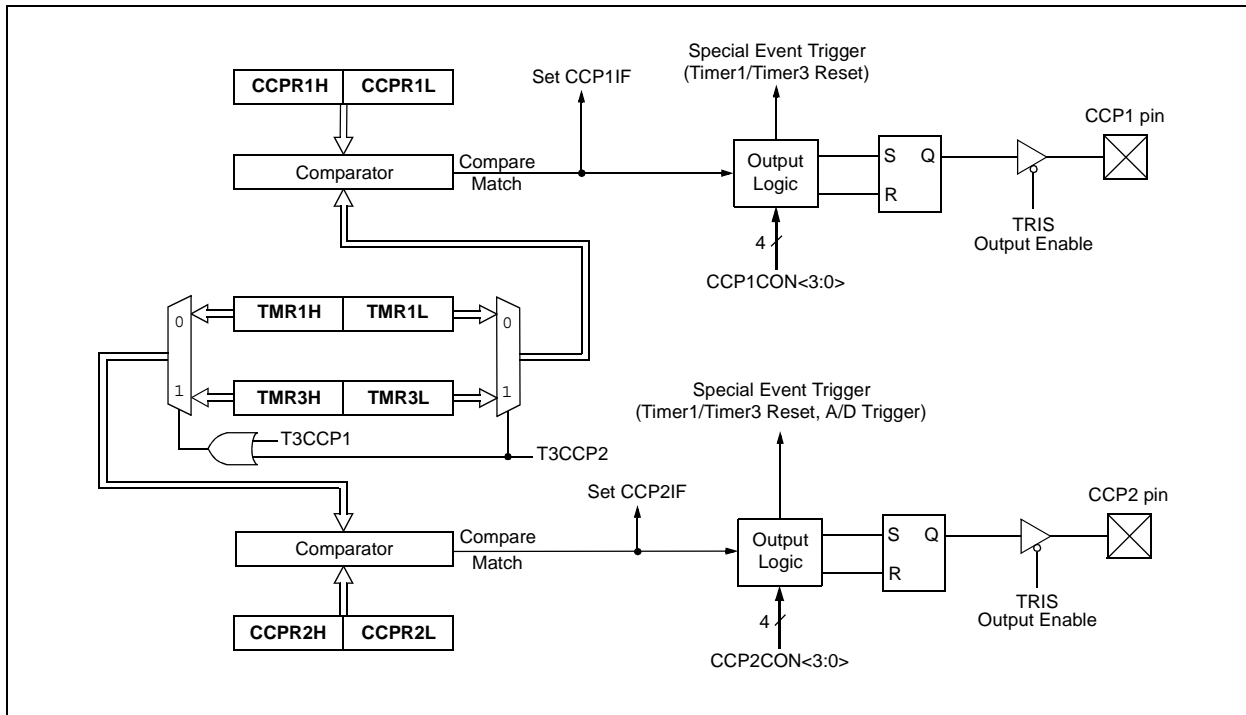 Special Event Trigger
(Timer1/Timer3 Reset)
Set CCP1IF
CCPR1H CCPR1L
CCP1 pin
Comparator
Compare
Match
Output
Logic
S Q
R
TRIS
Output Enable
4
CCP1CON<3:0>
0 TMR1H TMR1L 0
1 TMR3H TMR3L 1
T3CCP1
T3CCP2
Special Event Trigger
(Timer1/Timer3 Reset, A/D Trigger)
Set CCP2IF
CCP2 pin
Comparator
Compare
Match
Output
Logic
S Q
R
TRIS
Output Enable
4
CCPR2H CCPR2L
CCP2CON<3:0>